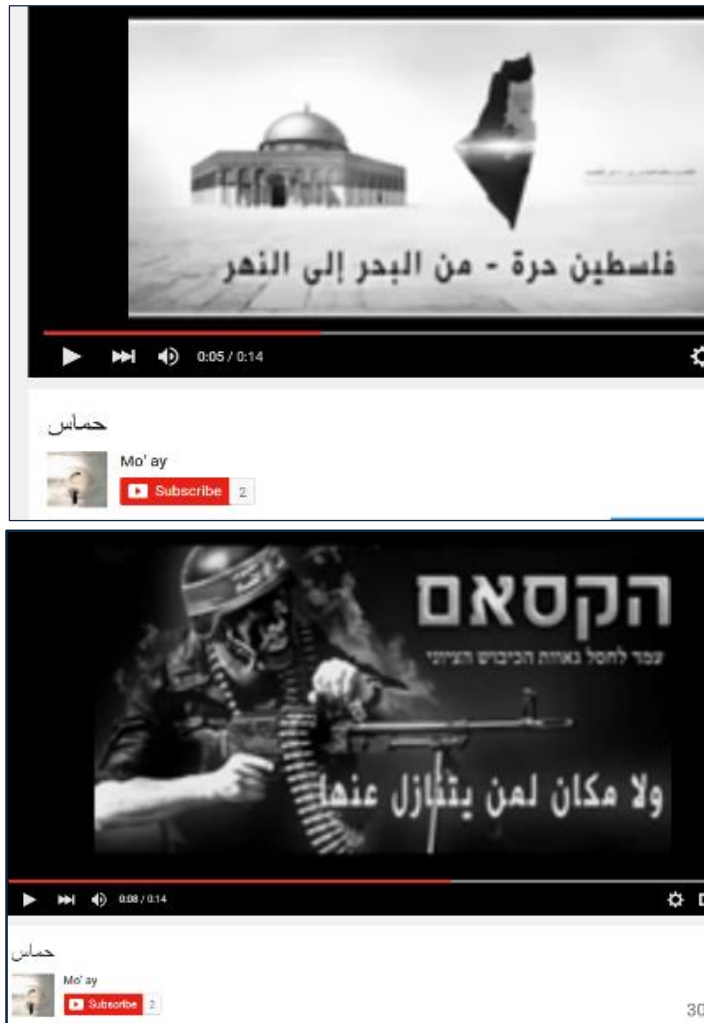 فلسطين حرة - من البحر إلى النهر
0:05 / 0:14
حماس
Mo' ay
Subscribe 2
הקסאם
עמד לחסל גאוות הכיבוש הציוני
ولا مكان لمن يتنازل عنها
0:08 / 0:14
حماس
Mo' ay
Subscribe 2
30